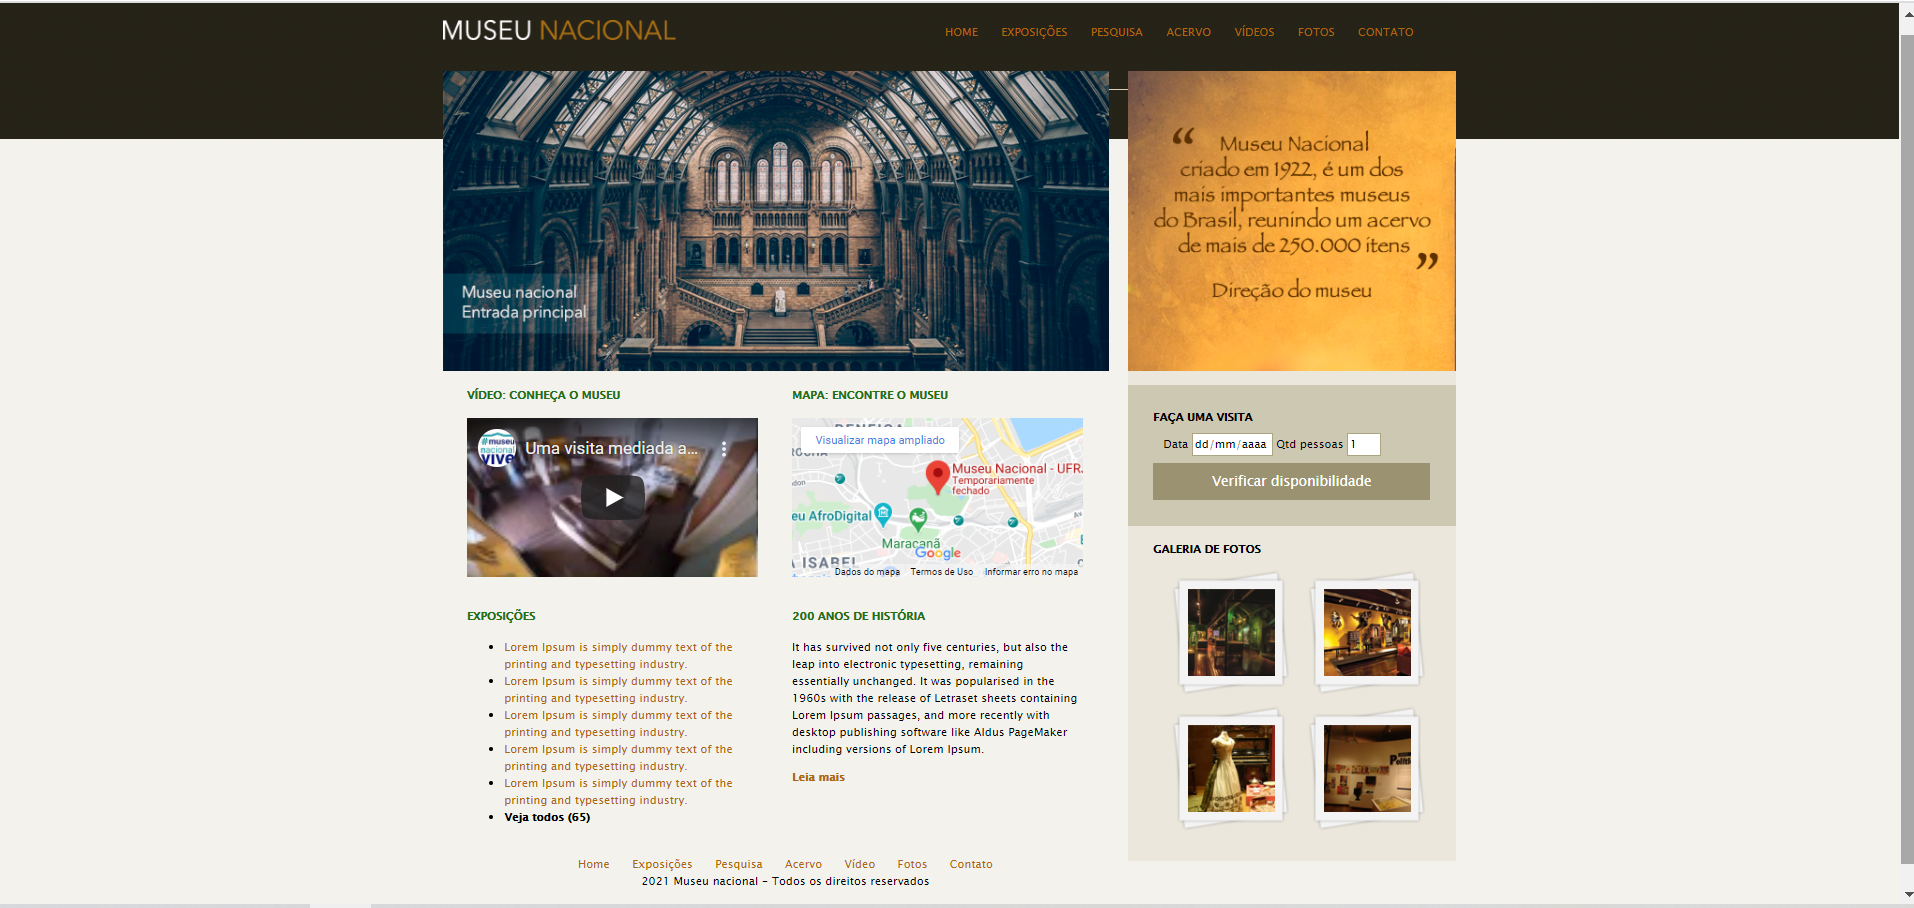 MUSEU NACIONAL
HOME EXPOSIÇÕES PESQUISA ACERVO VÍDEOS FOTOS CONTATO
Museu nacional
Entrada principal
“ Museu Nacional
criado em 1922, é um dos
mais importantes museus
do Brasil, reunindo um acervo
de mais de 250.000 itens ”
Direção do museu
VÍDEO: CONHEÇA O MUSEU
#museu
nacional
vive
Uma visita mediada a...
MAPA: ENCONTRE O MUSEU
BENFICA
Visualizar mapa ampliado
Museu Nacional - UFRJ
Temporariamente
fechado
eu AfroDigital
Maracanã
Google
A ISABEL
Dados do mapa Termos de Uso Informar erro no mapa
FAÇA UMA VISITA
Data dd/mm/aaaa Qtd pessoas 1
Verificar disponibilidade
GALERIA DE FOTOS
EXPOSIÇÕES
Lorem Ipsum is simply dummy text of the
printing and typesetting industry.
Lorem Ipsum is simply dummy text of the
printing and typesetting industry.
Lorem Ipsum is simply dummy text of the
printing and typesetting industry.
Lorem Ipsum is simply dummy text of the
printing and typesetting industry.
Lorem Ipsum is simply dummy text of the
printing and typesetting industry.
Veja todos (65)
200 ANOS DE HISTÓRIA
It has survived not only five centuries, but also the
leap into electronic typesetting, remaining
essentially unchanged. It was popularised in the
1960s with the release of Letraset sheets containing
Lorem Ipsum passages, and more recently with
desktop publishing software like Aldus PageMaker
including versions of Lorem Ipsum.
Leia mais
Home Exposições Pesquisa Acervo Vídeo Fotos Contato
2021 Museu nacional - Todos os direitos reservados